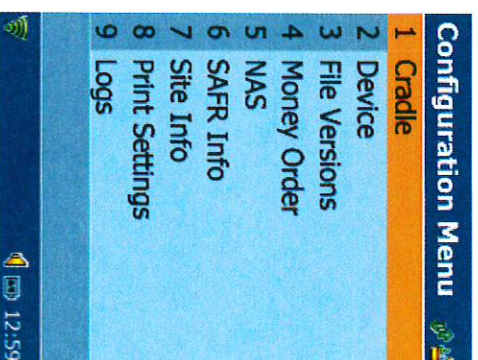 Configuration Menu
1 Cradle
2 Device
3 File Versions
4 Money Order
5 NAS
6 SAFR Info
7 Site Info
8 Print Settings
9 Logs
12:59